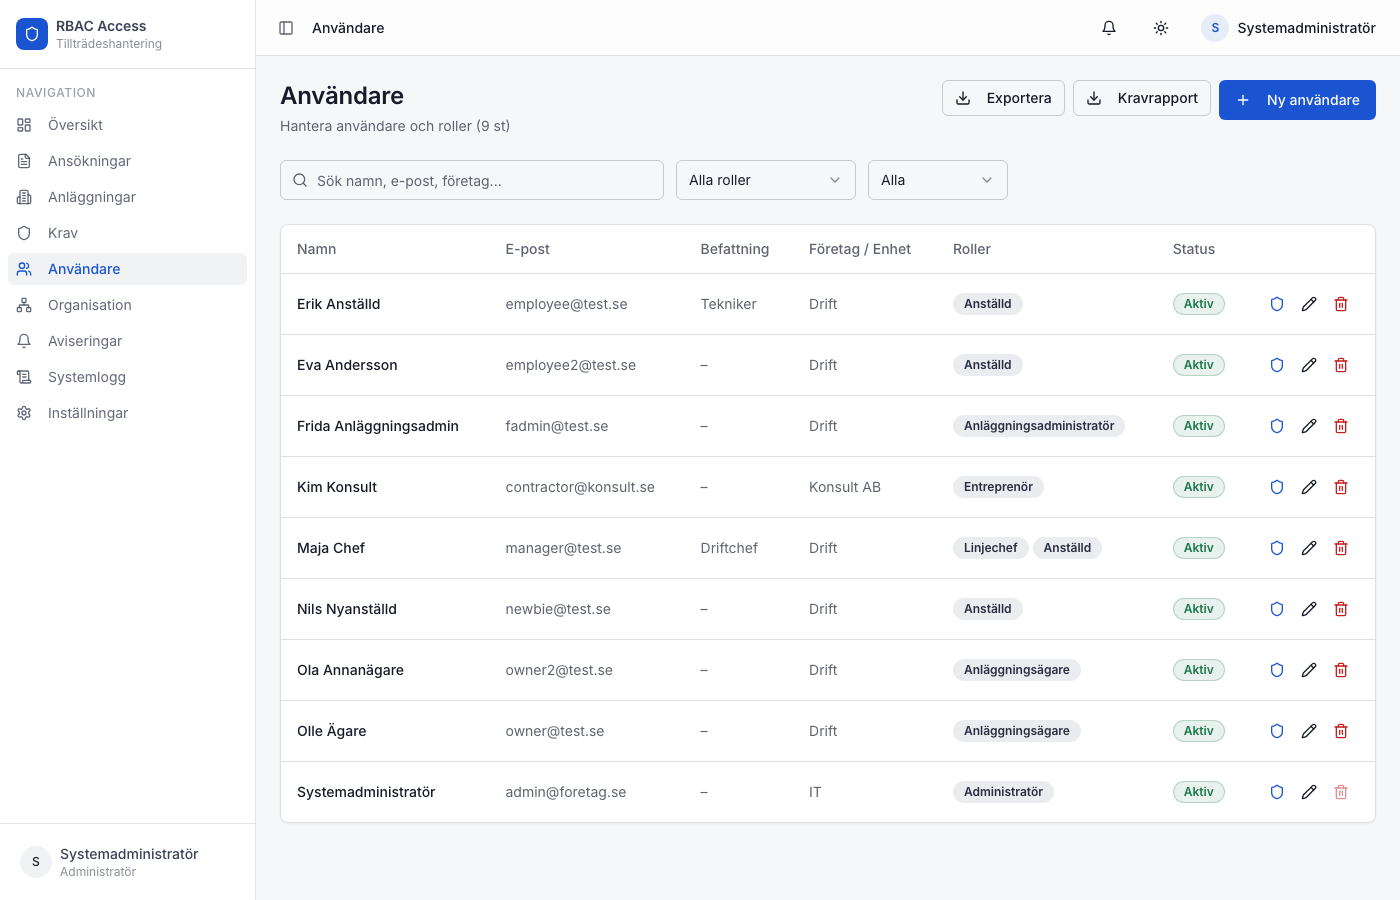 RBAC Access
Tillträdeshantering
NAVIGATION
Översikt
Ansökningar
Anläggningar
Krav
Användare
Organisation
Aviseringar
Systemlogg
Inställningar
S
Systemadministratör
Administratör
Användare
S Systemadministratör
Användare
Hantera användare och roller (9 st)
Exportera
Kravrapport
Ny användare
Sök namn, e-post, företag...
Alla roller
Alla
Namn E-post Befattning Företag / Enhet Roller Status
Erik Anställd employee@test.se Tekniker Drift Anställd Aktiv
Eva Andersson employee2@test.se – Drift Anställd Aktiv
Frida Anläggningsadmin fadmin@test.se – Drift Anläggningsadministratör Aktiv
Kim Konsult contractor@konsult.se – Konsult AB Entreprenör Aktiv
Maja Chef manager@test.se Driftchef Drift Linjechef Anställd Aktiv
Nils Nyanställd newbie@test.se – Drift Anställd Aktiv
Ola Annanägare owner2@test.se – Drift Anläggningsägare Aktiv
Olle Ägare owner@test.se – Drift Anläggningsägare Aktiv
Systemadministratör admin@foretag.se – IT Administratör Aktiv